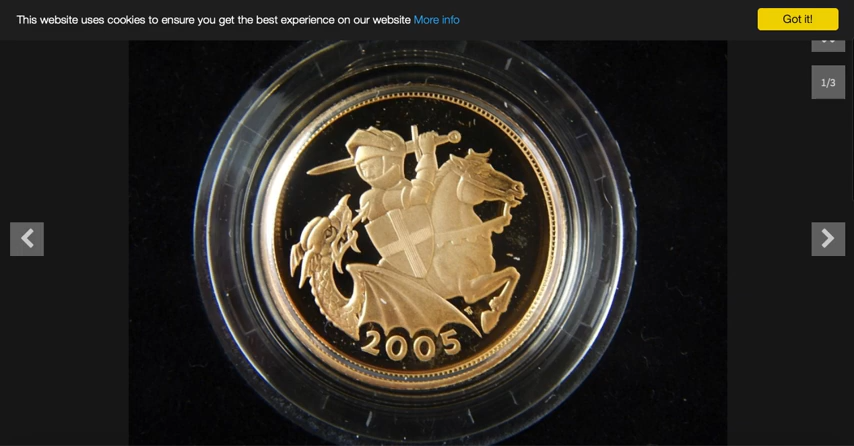 This website uses cookies to ensure you get the best experience on our website More info
Got it!
1/3
2005